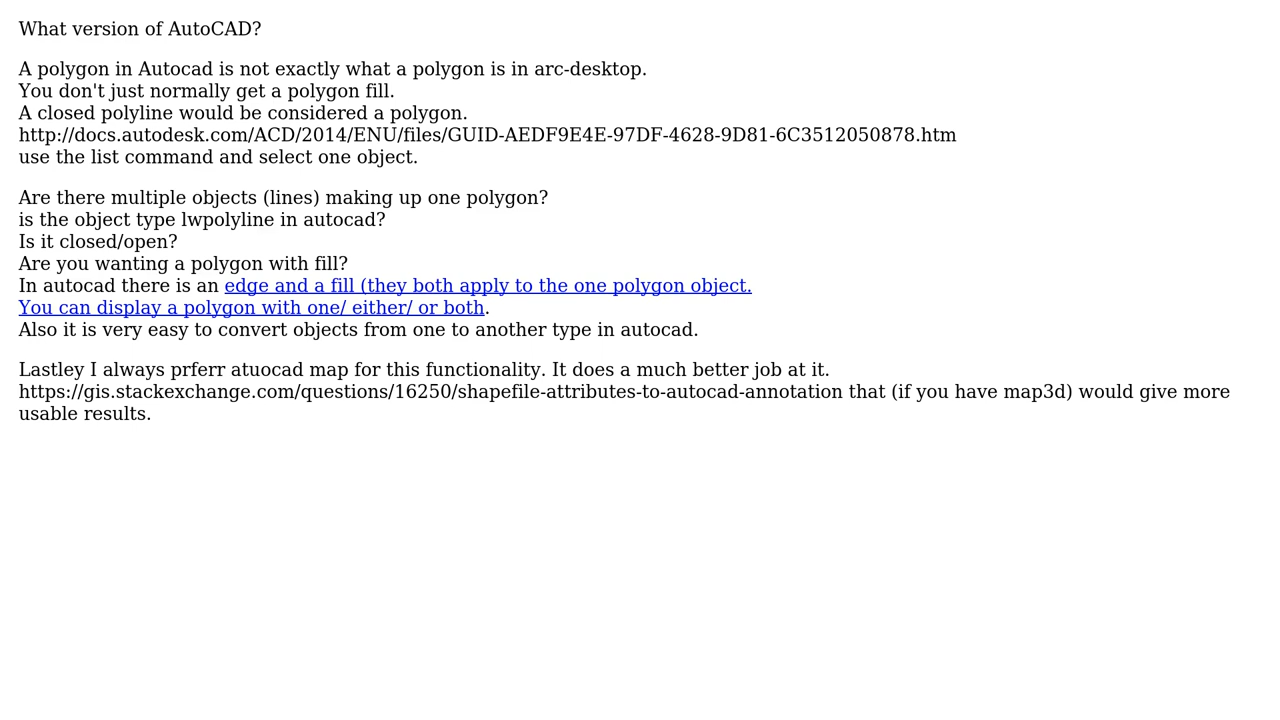 What version of AutoCAD?
A polygon in Autocad is not exactly what a polygon is in arc-desktop.
You don't just normally get a polygon fill.
A closed polyline would be considered a polygon.
http://docs.autodesk.com/ACD/2014/ENU/files/GUID-AEDF9E4E-97DF-4628-9D81-6C3512050878.htm
use the list command and select one object.
Are there multiple objects (lines) making up one polygon?
is the object type lwpolyline in autocad?
Is it closed/open?
Are you wanting a polygon with fill?
In autocad there is an edge and a fill (they both apply to the one polygon object.
You can display a polygon with one/ either/ or both.
Also it is very easy to convert objects from one to another type in autocad.
Lastley I always prferr atuocad map for this functionality. It does a much better job at it.
https://gis.stackexchange.com/questions/16250/shapefile-attributes-to-autocad-annotation that (if you have map3d) would give more
usable results.